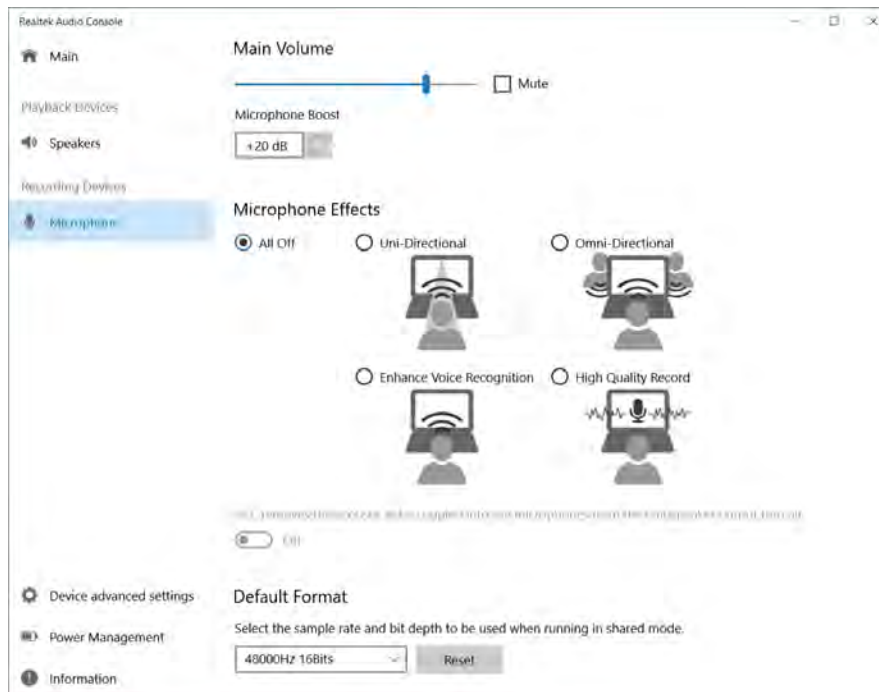 Realtek Audio Console
Main
Playback Devices
Speakers
Recording Devices
Microphone
Device advanced settings
Power Management
Information
Main Volume
Mute
Microphone Boost
+20 dB
Microphone Effects
All Off
Uni-Directional
Omni-Directional
Enhance Voice Recognition
High Quality Record
Off
Default Format
Select the sample rate and bit depth to be used when running in shared mode.
48000Hz 16Bits
Reset